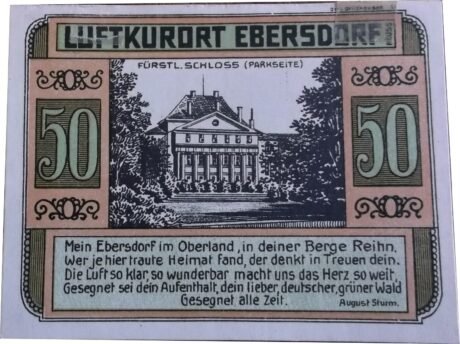 LUFTKURORT EBERSDORF
REUSS
FÜRSTL. SCHLOSS (PARKSEITE)
50
50
Mein Ebersdorf im Oberland, in deiner Berge Reihn,
Wer je hier traute Heimat fand, der denkt in Treuen dein.
Die Luft so klar, so wunderbar macht uns das Herz so weit,
Gesegnet sei dein Aufenthalt, dein lieber, deutscher, grüner Wald
Gesegnet alle Zeit.
August Sturm.